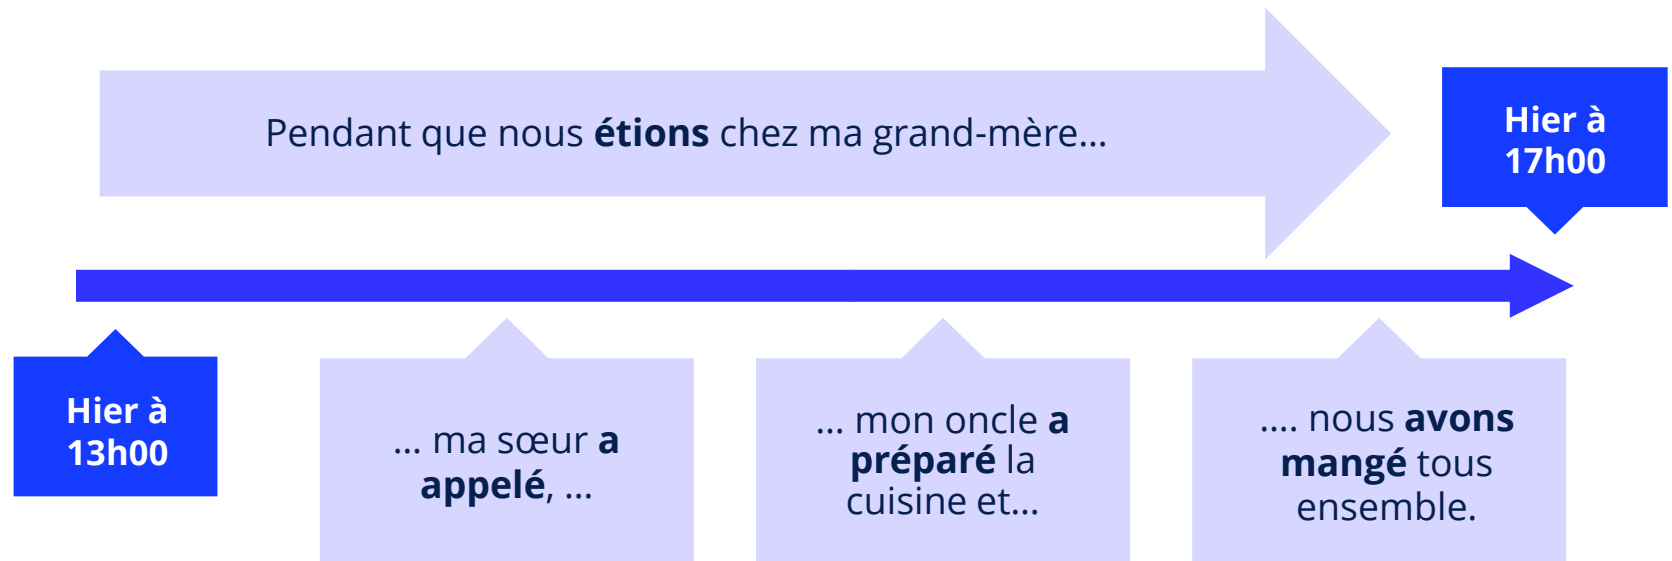 Pendant que nous étions chez ma grand-mère...
Hier à
17h00
Hier à
13h00
... ma sœur a
appelé, ...
... mon oncle a
préparé la
cuisine et...
.... nous avons
mangé tous
ensemble.